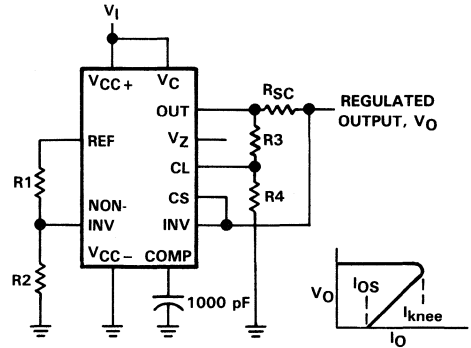 VI
VCC+ VC
OUT
RSC
REGULATED
OUTPUT, VO
REF
VZ
R3
R1
CL
CS
R4
NON-
INV
INV
R2
VCC− COMP
1000 pF
VO
IOS
Iknee
IO